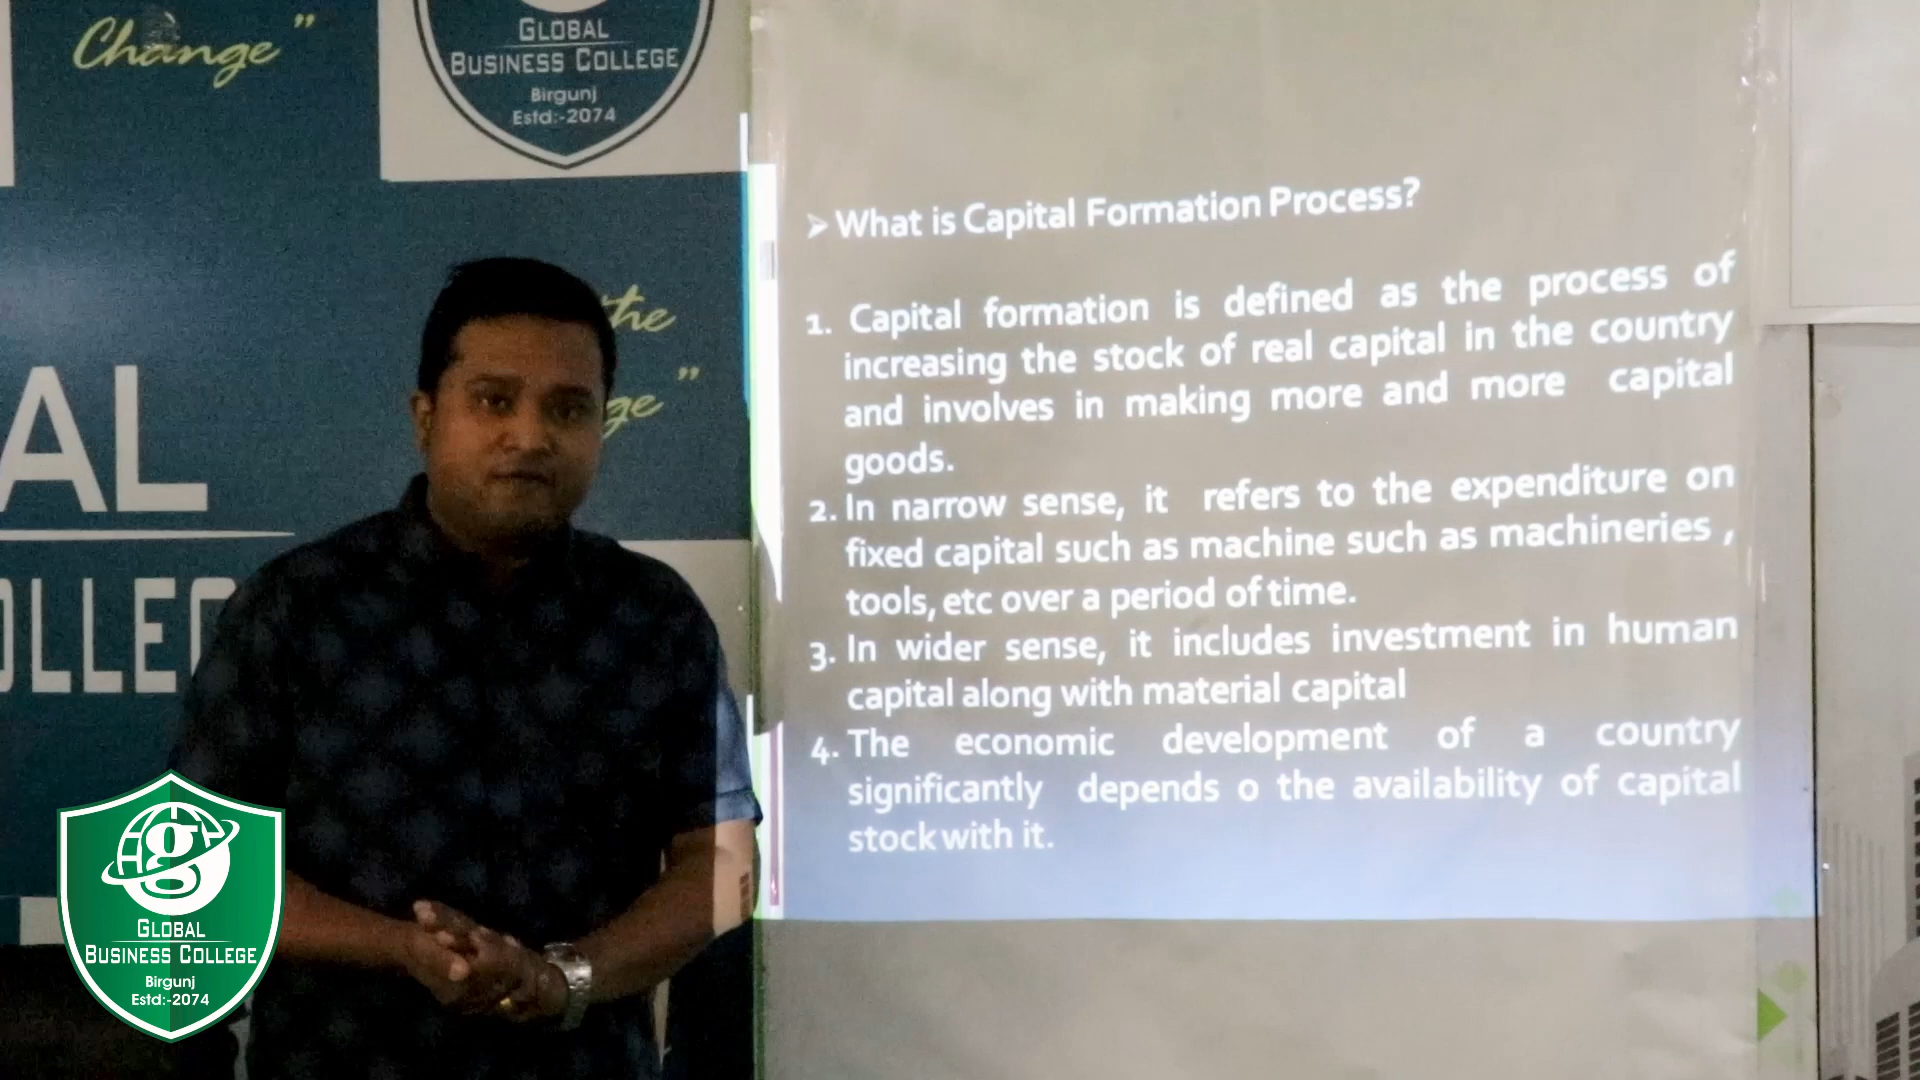 Change”
GLOBAL
BUSINESS COLLEGE
Birgunj
Estd:-2074
the
ge”
AL
OLLEG
➢ What is Capital Formation Process?
1. Capital formation is defined as the process of
increasing the stock of real capital in the country
and involves in making more and more capital
goods.
2. In narrow sense, it refers to the expenditure on
fixed capital such as machine such as machineries ,
tools, etc over a period of time.
3. In wider sense, it includes investment in human
capital along with material capital
4. The economic development of a country
significantly depends o the availability of capital
stock with it.
g
GLOBAL
BUSINESS COLLEGE
Birgunj
Estd:-2074